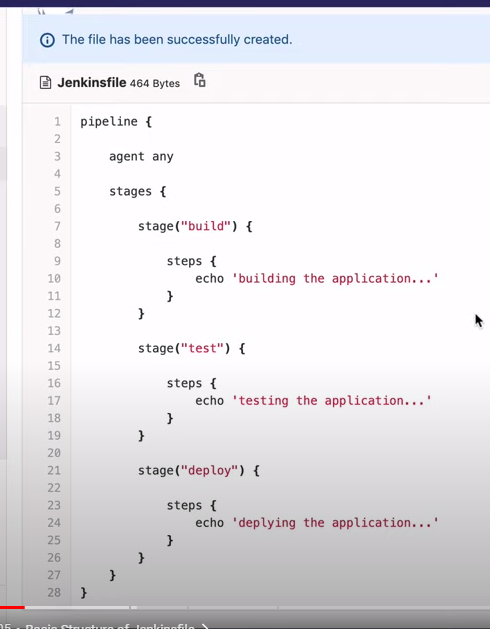 The file has been successfully created.
Jenkinsfile 464 Bytes
1 pipeline {
2
3 agent any
4
5 stages {
6
7 stage("build") {
8
9 steps {
10 echo 'building the application...'
11 }
12 }
13
14 stage("test") {
15
16 steps {
17 echo 'testing the application...'
18 }
19 }
20
21 stage("deploy") {
22
23 steps {
24 echo 'deplying the application...'
25 }
26 }
27 }
28 }
• Basic Structure of Jenkinsfile